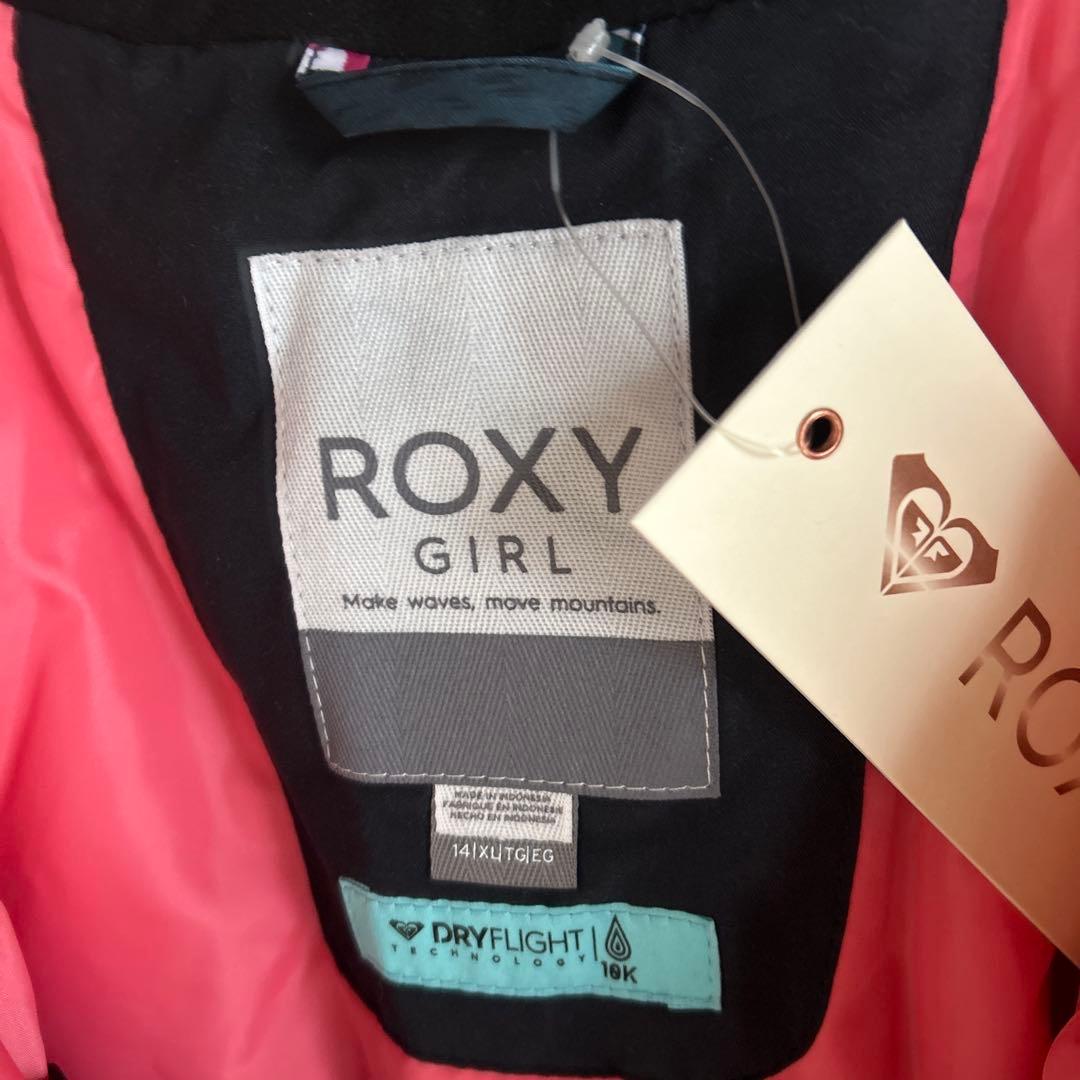 ROXY
GIRL
Make waves, move mountains.
MADE IN INDONESIA
FABRIQUE EN INDONESIE
HECHO EN INDONESIA
14|XL|TG|EG
DRYFLIGHT
TECHNOLOGY
10K
ROX